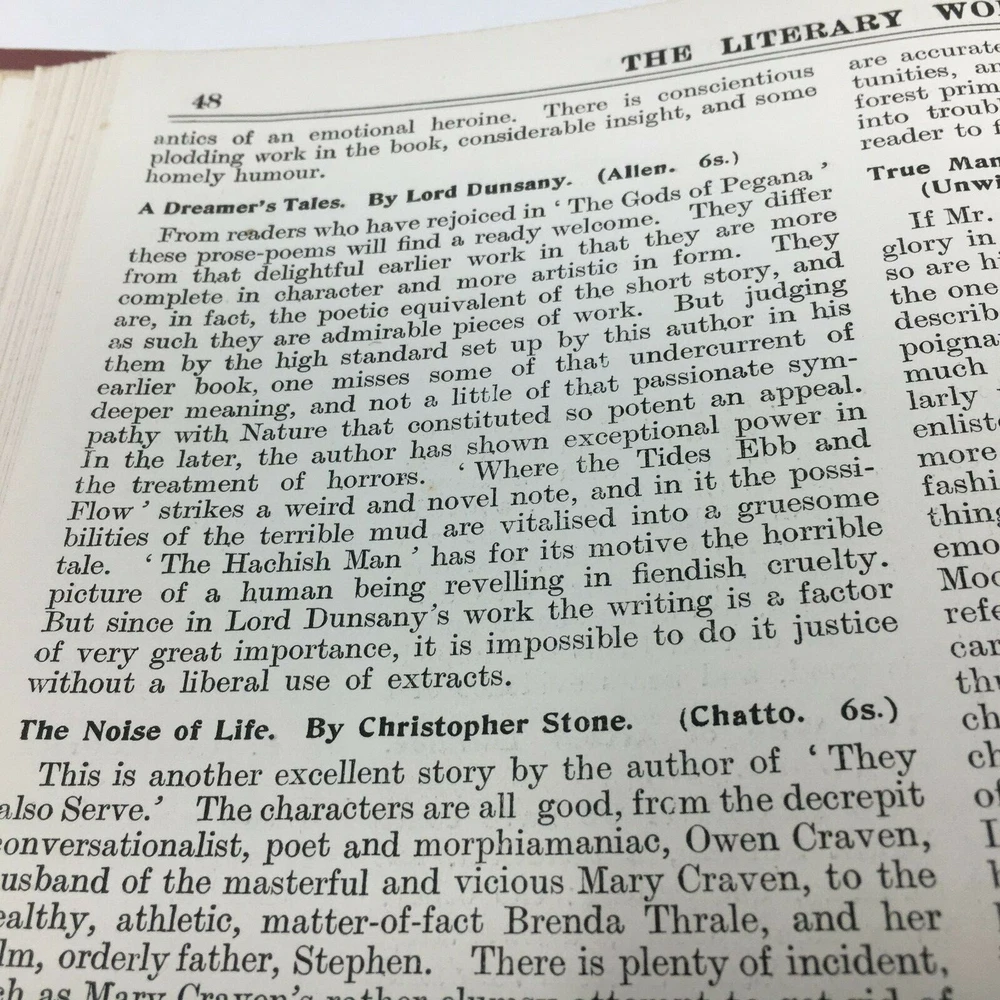 THE LITERARY WO
48
antics of an emotional heroine. There is conscientious
plodding work in the book, considerable insight, and some
homely humour.
A Dreamer's Tales. By Lord Dunsany. (Allen. 6s.)
From readers who have rejoiced in ' The Gods of Pegana '
these prose-poems will find a ready welcome. They differ
from that delightful earlier work in that they are more
complete in character and more artistic in form. They
are, in fact, the poetic equivalent of the short story, and
as such they are admirable pieces of work. But judging
them by the high standard set up by this author in his
earlier book, one misses some of that undercurrent of
deeper meaning, and not a little of that passionate sym-
pathy with Nature that constituted so potent an appeal.
In the later, the author has shown exceptional power in
the treatment of horrors. ' Where the Tides Ebb and
Flow ' strikes a weird and novel note, and in it the possi-
bilities of the terrible mud are vitalised into a gruesome
tale. ' The Hachish Man ' has for its motive the horrible
picture of a human being revelling in fiendish cruelty.
But since in Lord Dunsany's work the writing is a factor
of very great importance, it is impossible to do it justice
without a liberal use of extracts.
The Noise of Life. By Christopher Stone. (Chatto. 6s.)
This is another excellent story by the author of ' They
also Serve.' The characters are all good, from the decrepit
conversationalist, poet and morphiamaniac, Owen Craven,
usband of the masterful and vicious Mary Craven, to the
ealthy, athletic, matter-of-fact Brenda Thrale, and her
lm, orderly father, Stephen. There is plenty of incident,
ch as Mary Craven's rather clumsy attempt to
are accurate
tunities, an
forest prim
into troub
reader to f
True Man
(Unwi
If Mr.
glory in
so are hi
the one
describ
poigna
much
larly
enliste
more
fashi
thing
emo
Moo
refe
can
thr
ch
ch
of